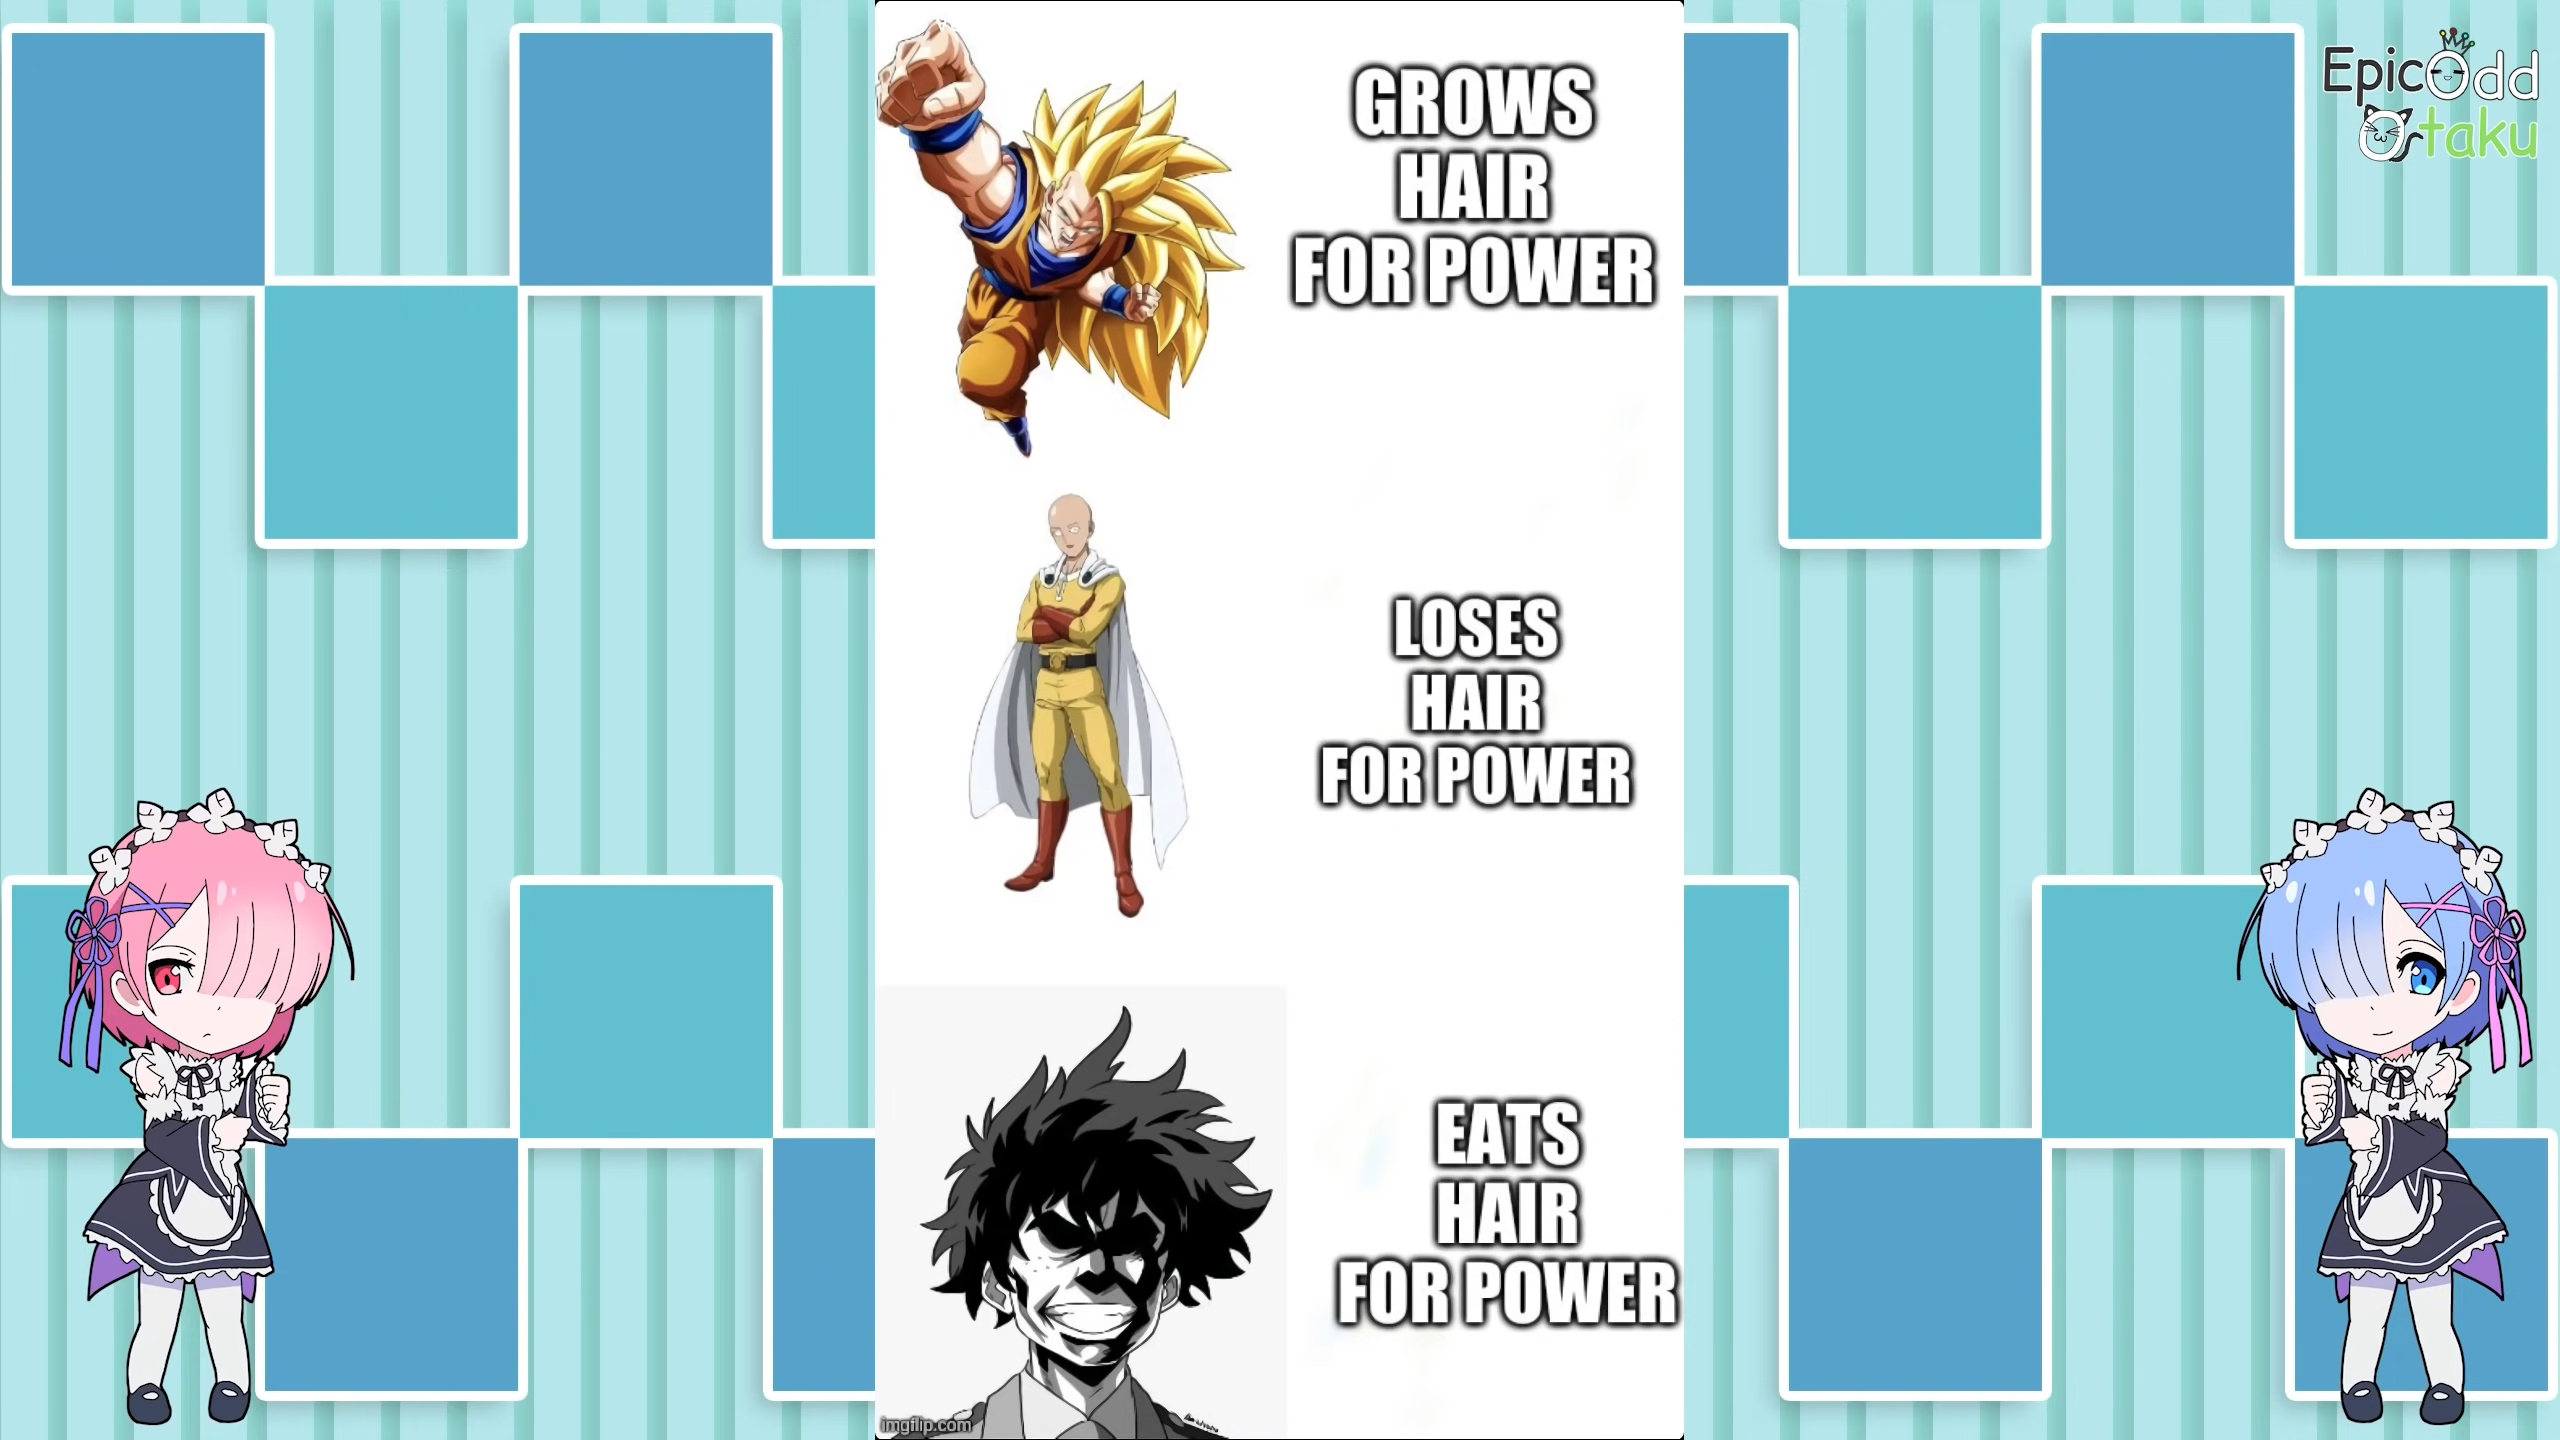 GROWS
HAIR
FOR POWER
EpicOdd
Otaku
LOSES
HAIR
FOR POWER
EATS
HAIR
FOR POWER
imgflip.com